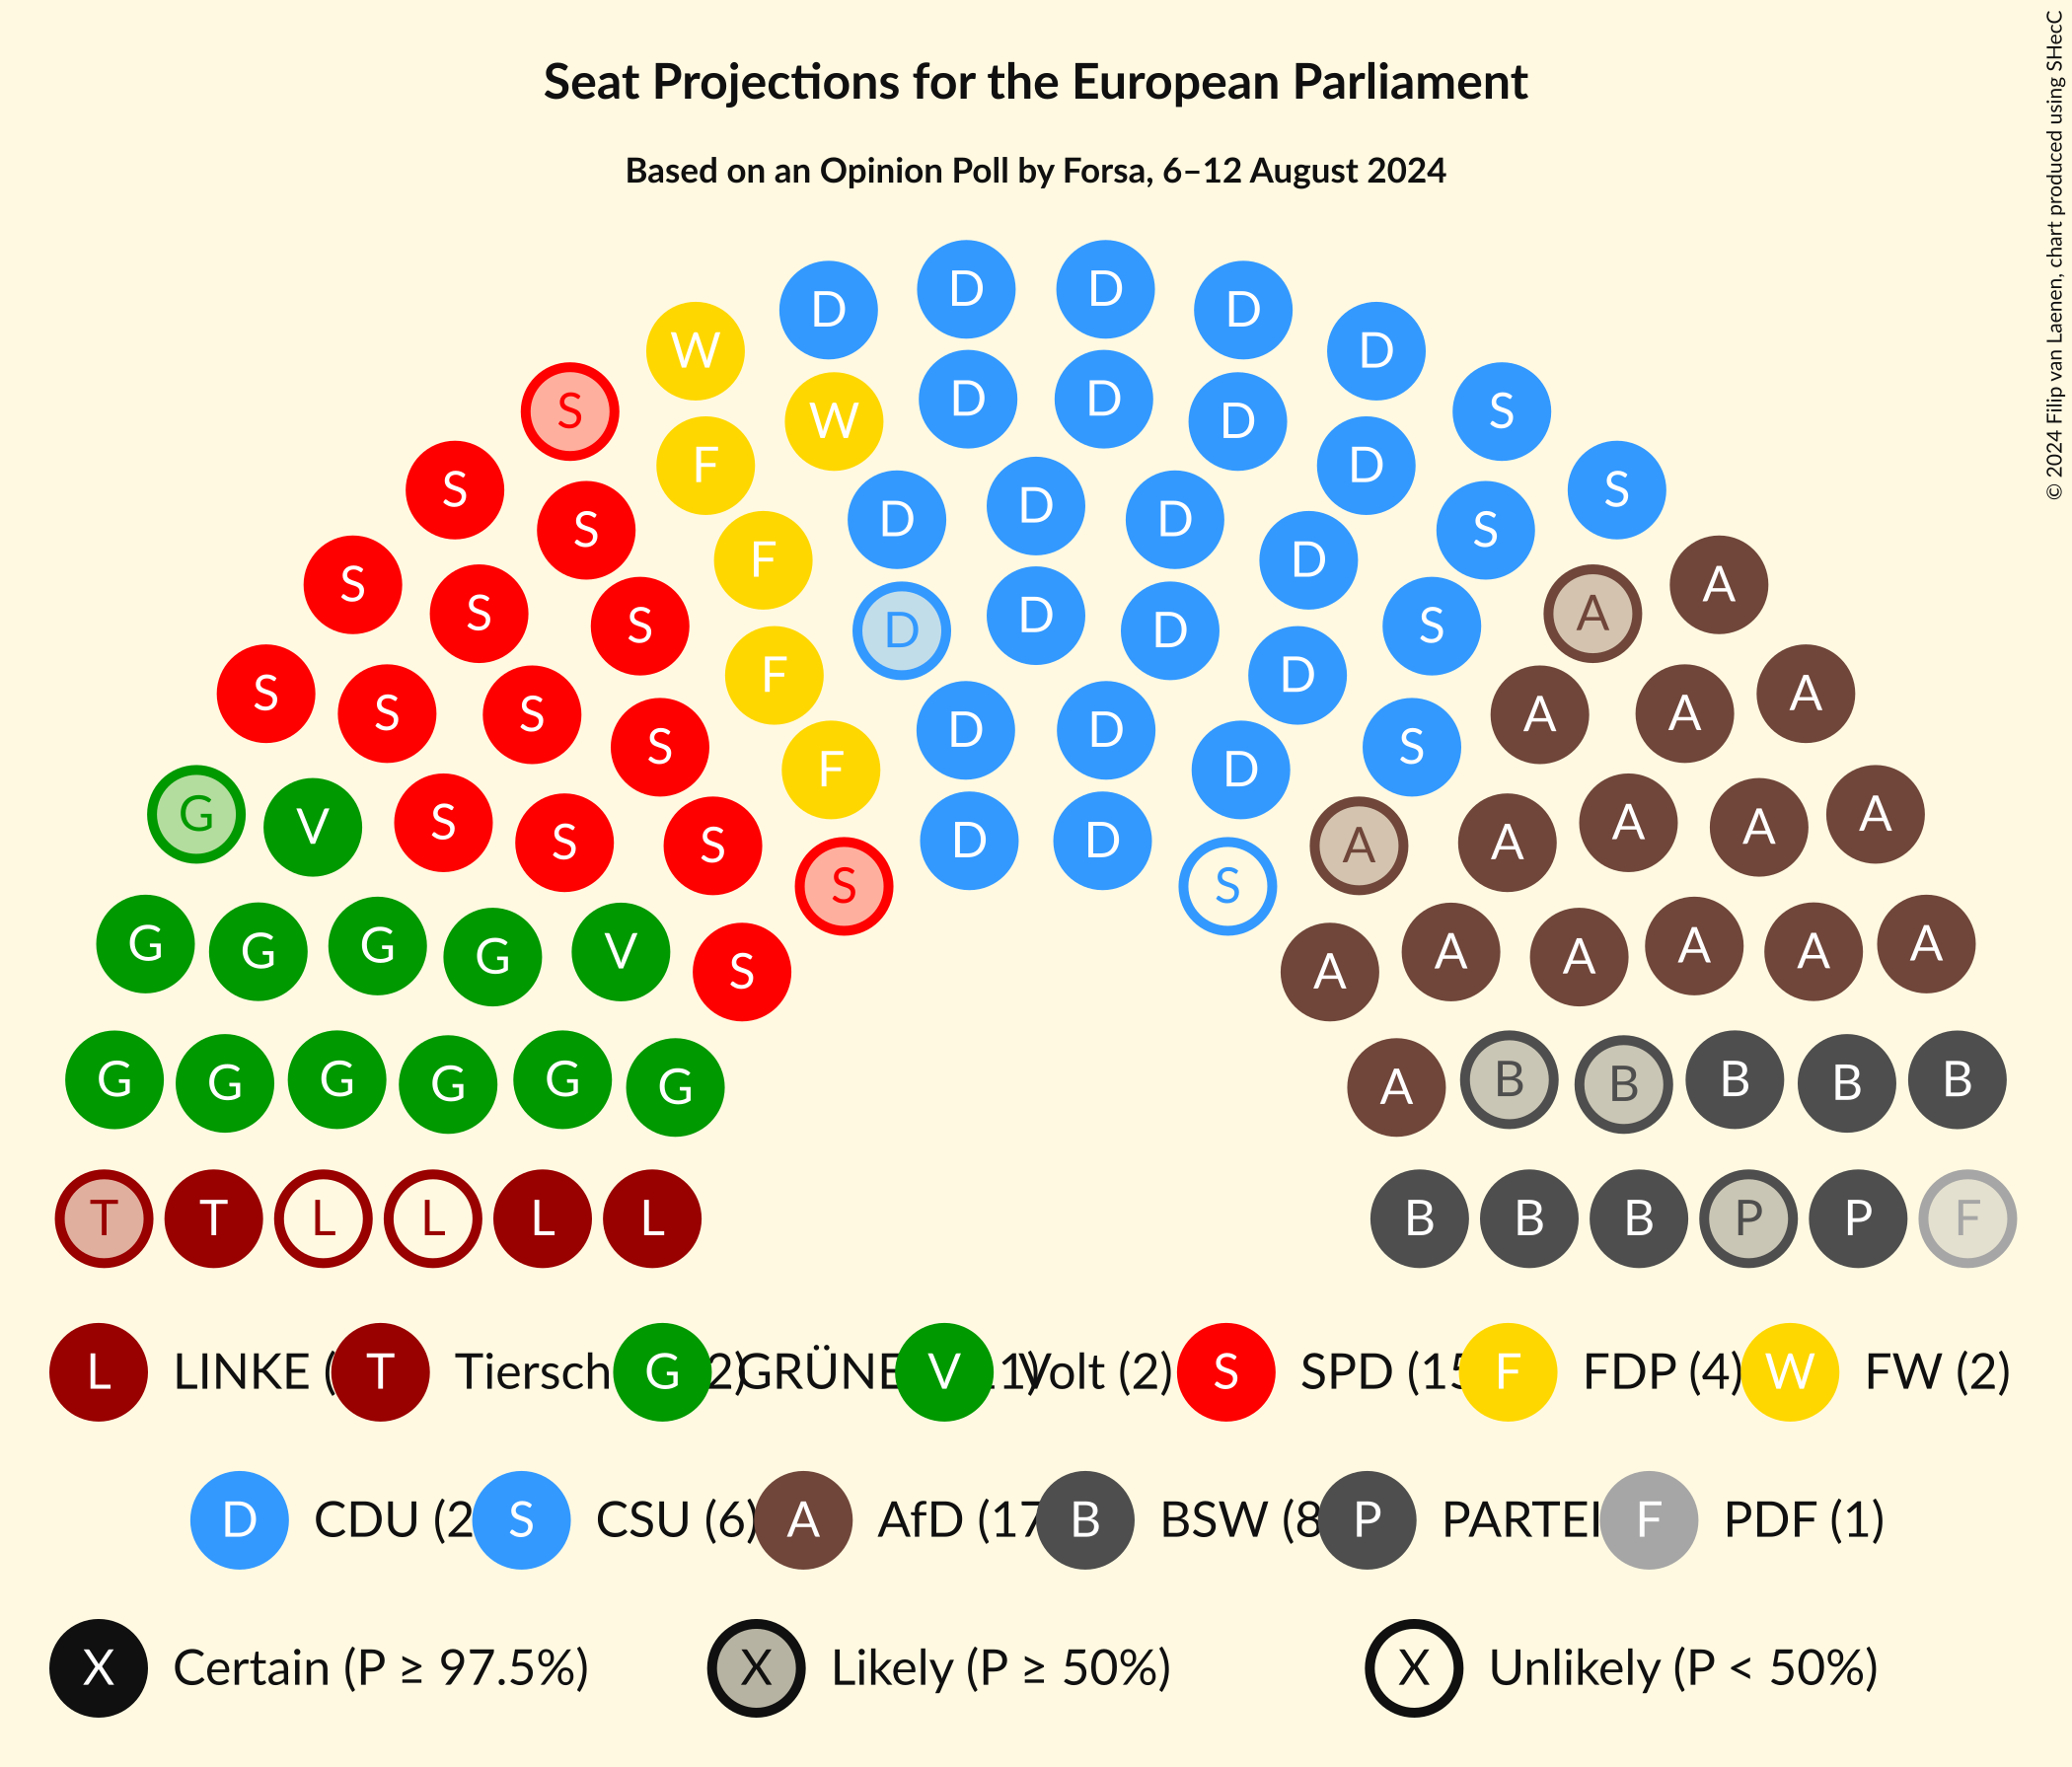 Seat Projections for the European Parliament
Based on an Opinion Poll by Forsa, 6–12 August 2024
© 2024 Filip van Laenen, chart produced using SHecC
D D
D D
W D
D D
S D D S
W D
F D
S D S
D D
S S
F D
S A
S A
S S
D D
D
S S
F D
S A
S S A A
D D
S S
F D
G A
V A
S A
D D
S A
S A
S S
G A
G G A A
G V A A
S A
G G G G G G A B B B B B
T T L L L L B B B P P F
L LINKE ( T Tiersch G 2) GRÜNE V 1) Volt (2) S SPD (15 F FDP (4) W FW (2)
D CDU (2 S CSU (6) A AfD (17 B BSW (8 P PARTEI F PDF (1)
X Certain (P ≥ 97.5%) X Likely (P ≥ 50%) X Unlikely (P < 50%)